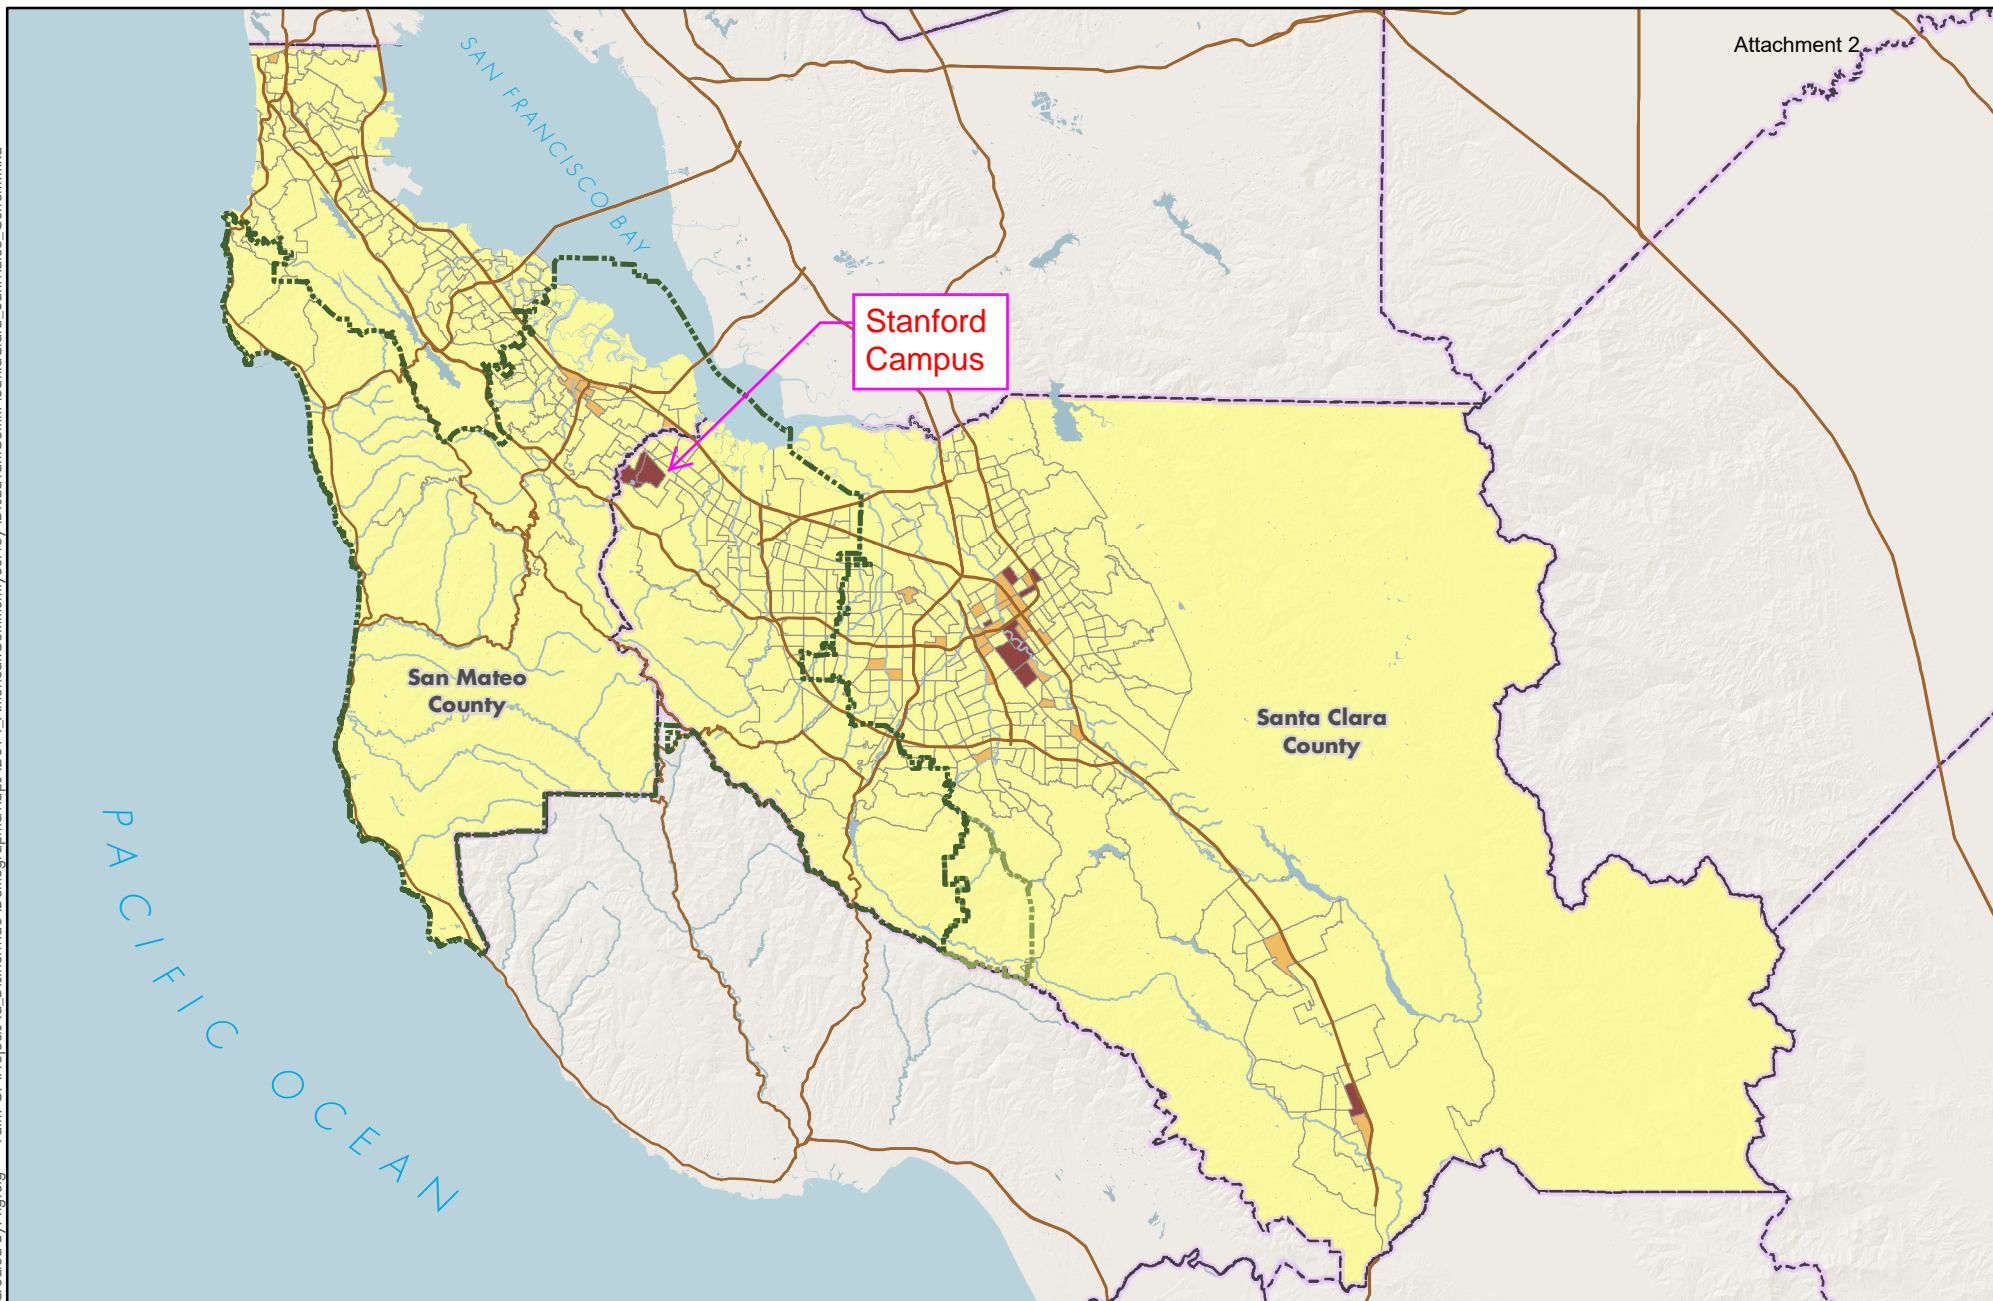 Attachment 2
SAN FRANCISCO BAY
Stanford
Campus
San Mateo
County
Santa Clara
County
PACIFIC OCEAN